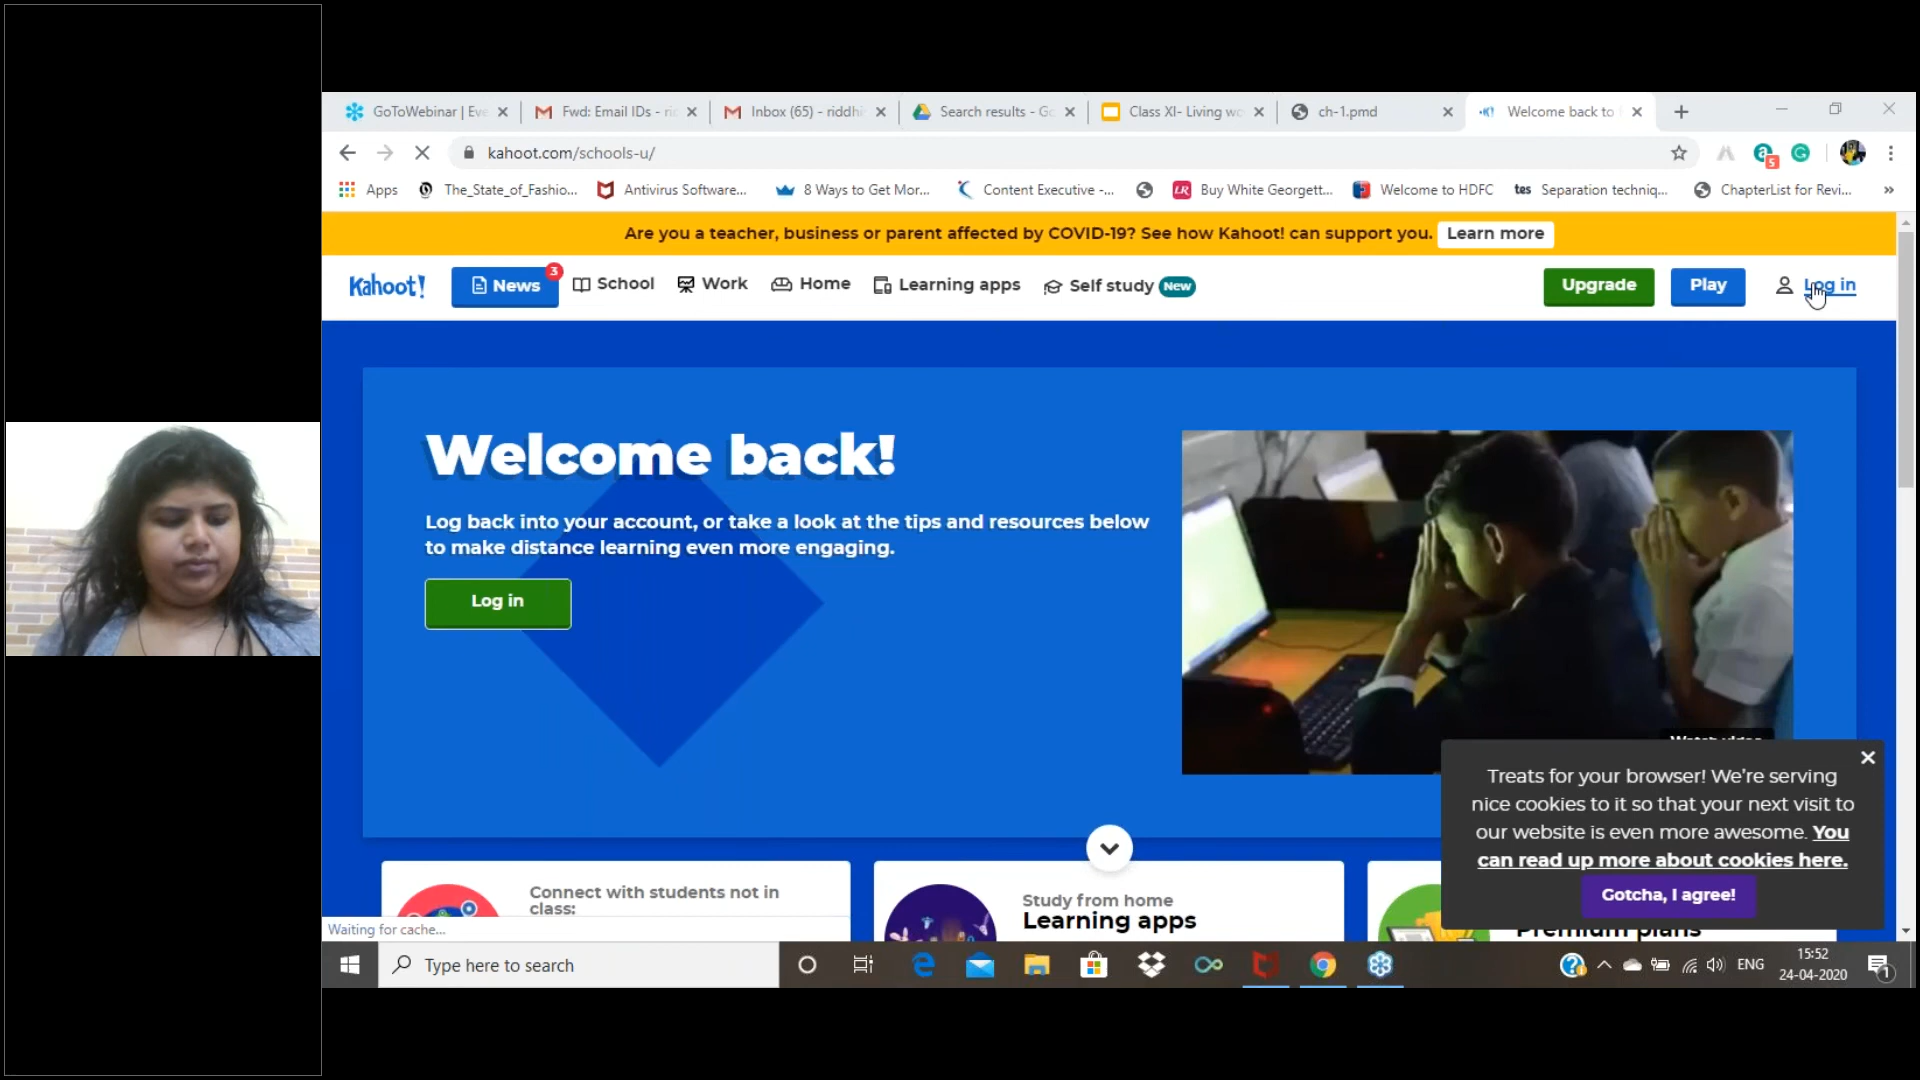 GoToWebinar | Eve
Fwd: Email IDs - ri
Inbox (65) - riddhi
Search results - Go
Class XI- Living wo
ch-1.pmd
Welcome back to
kahoot.com/schools-u/
5
Apps
The_State_of_Fashio...
Antivirus Software...
8 Ways to Get Mor...
Content Executive -...
LR Buy White Georgett...
Welcome to HDFC
tes Separation techniq...
ChapterList for Revi...
»
Are you a teacher, business or parent affected by COVID-19? See how Kahoot! can support you. Learn more
Kahoot!
News
3
School
Work
Home
Learning apps
Self study New
Upgrade
Play
Log in
Welcome back!
Log back into your account, or take a look at the tips and resources below
to make distance learning even more engaging.
Log in
Treats for your browser! We're serving
nice cookies to it so that your next visit to
our website is even more awesome. You
can read up more about cookies here.
Gotcha, I agree!
Connect with students not in
class:
Study from home
Learning apps
Premium plans
Waiting for cache...
Type here to search
ENG
15:52
24-04-2020
1